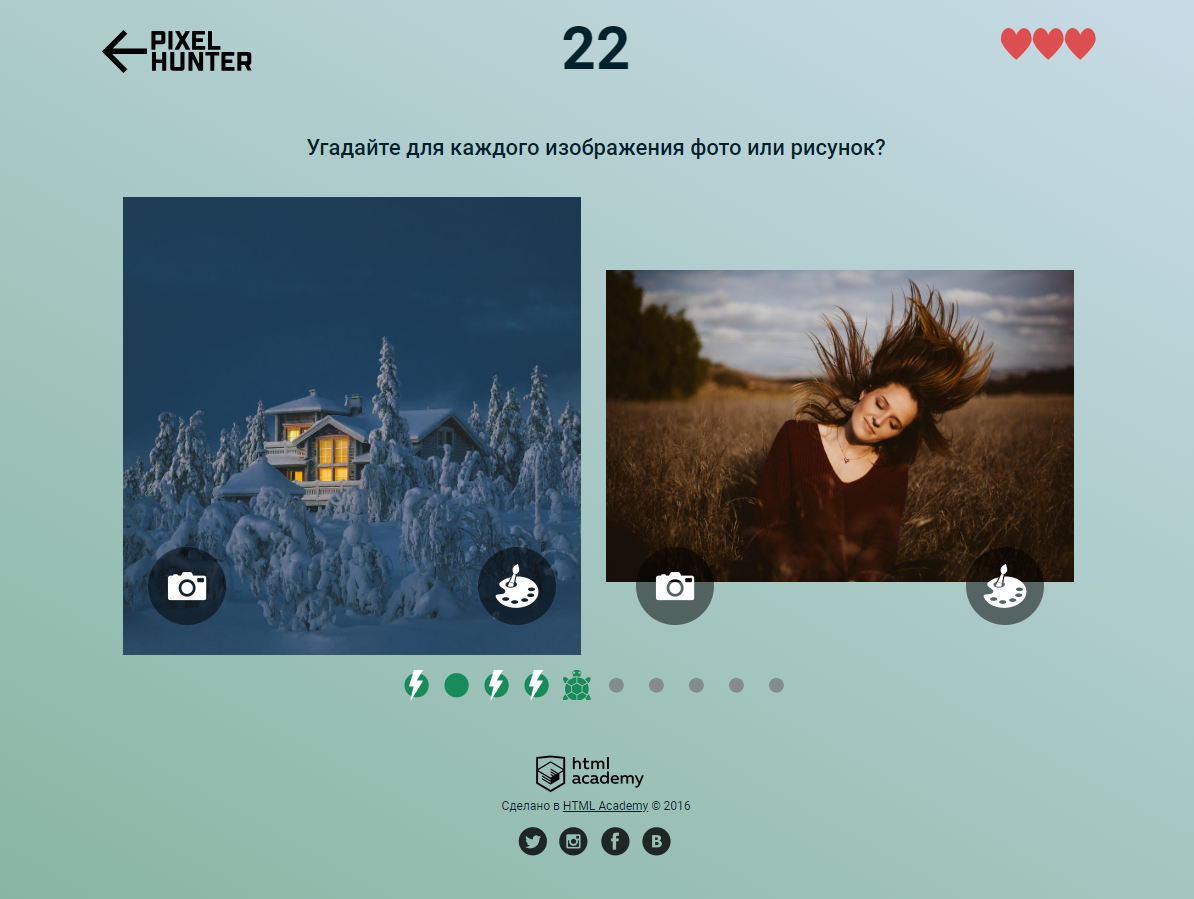 PIXEL
HUNTER
22
Угадайте для каждого изображения фото или рисунок?
html
academy
Сделано в HTML Academy © 2016
B